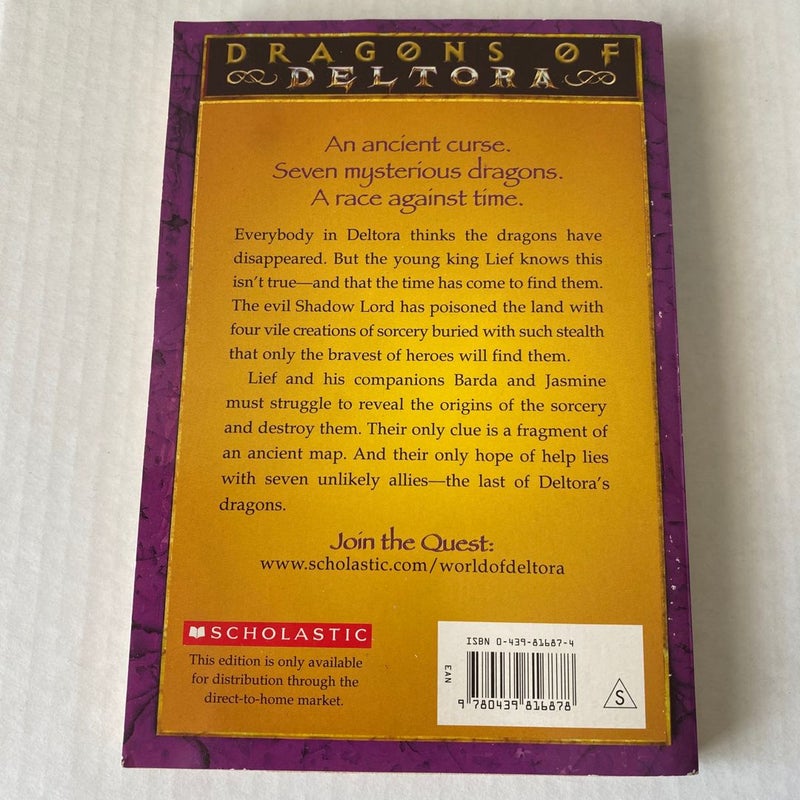 DRAGONS OF
DELTORA
An ancient curse.
Seven mysterious dragons.
A race against time.
Everybody in Deltora thinks the dragons have
disappeared. But the young king Lief knows this
isn't true—and that the time has come to find them.
The evil Shadow Lord has poisoned the land with
four vile creations of sorcery buried with such stealth
that only the bravest of heroes will find them.
Lief and his companions Barda and Jasmine
must struggle to reveal the origins of the sorcery
and destroy them. Their only clue is a fragment of
an ancient map. And their only hope of help lies
with seven unlikely allies—the last of Deltora's
dragons.
Join the Quest:
www.scholastic.com/worldofdeltora
SCHOLASTIC
This edition is only available
for distribution through the
direct-to-home market.
ISBN 0-439-81687-4
EAN
9 780439 816878
S